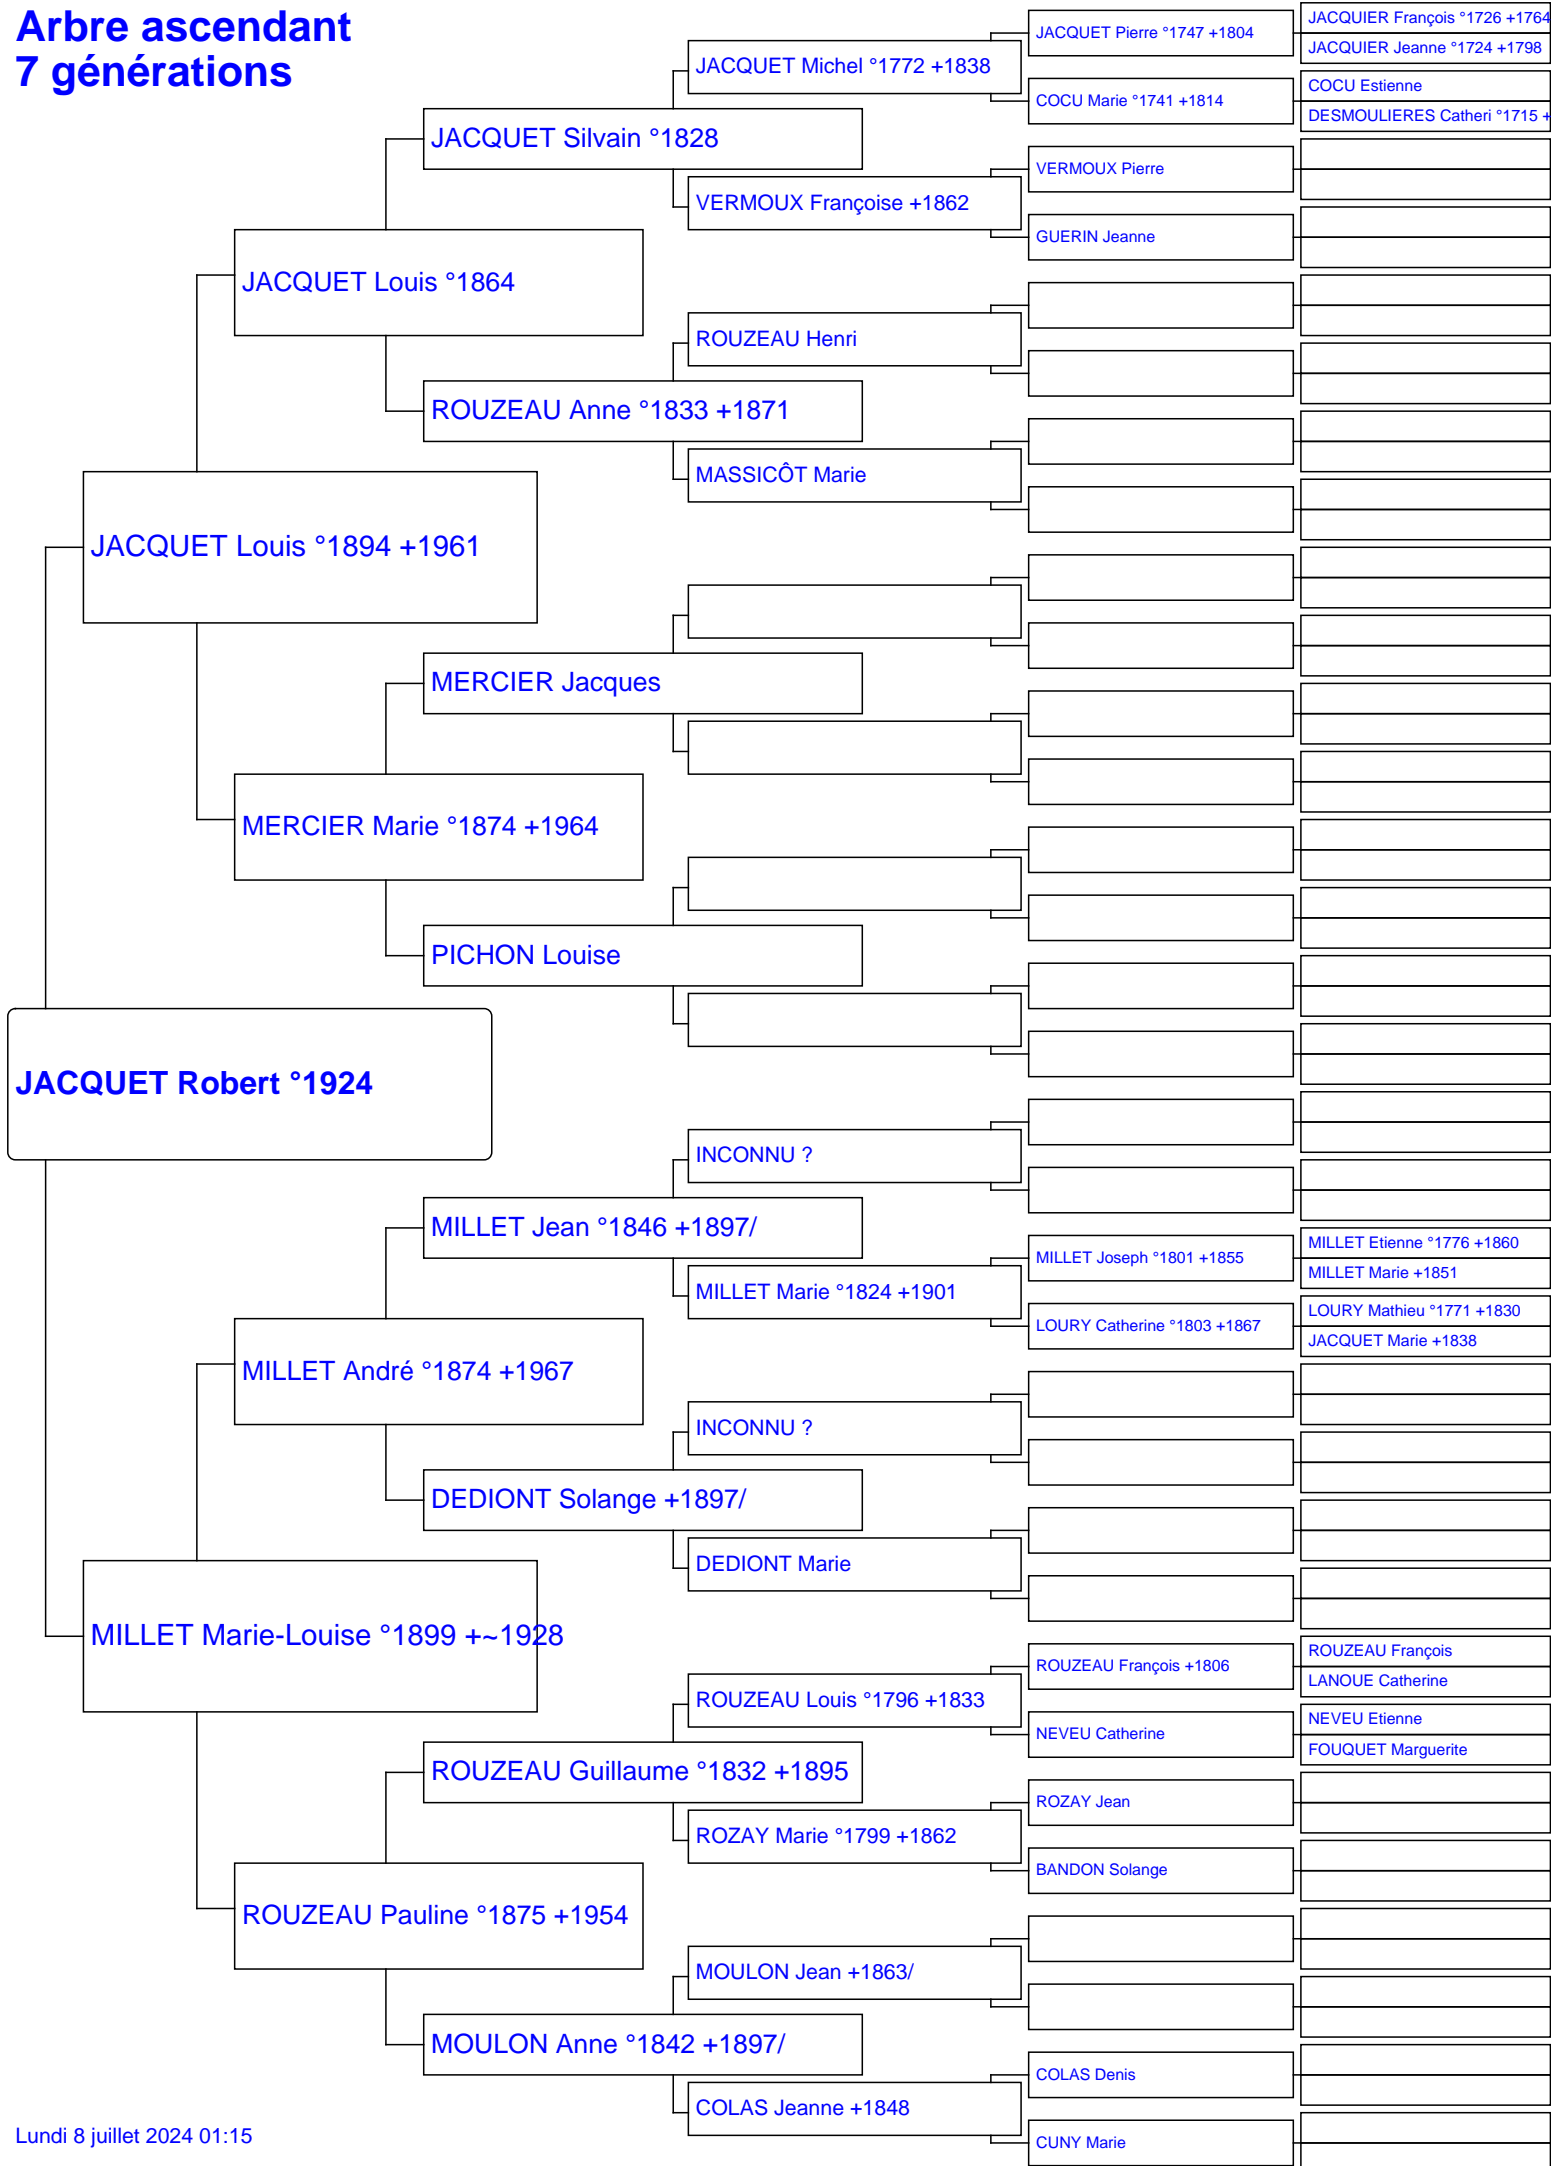 Arbre ascendant
7 générations
JACQUET Robert °1924
JACQUET Louis °1894 +1961
MILLET Marie-Louise °1899 +~1928
JACQUET Louis °1864
MERCIER Marie °1874 +1964
MILLET André °1874 +1967
ROUZEAU Pauline °1875 +1954
JACQUET Silvain °1828
ROUZEAU Anne °1833 +1871
MERCIER Jacques
PICHON Louise
MILLET Jean °1846 +1897/
DEDIONT Solange +1897/
ROUZEAU Guillaume °1832 +1895
MOULON Anne °1842 +1897/
JACQUET Michel °1772 +1838
VERMOUX Françoise +1862
ROUZEAU Henri
MASSICÔT Marie
INCONNU ?
MILLET Marie °1824 +1901
INCONNU ?
DEDIONT Marie
ROUZEAU Louis °1796 +1833
ROZAY Marie °1799 +1862
MOULON Jean +1863/
COLAS Jeanne +1848
JACQUET Pierre °1747 +1804
COCU Marie °1741 +1814
VERMOUX Pierre
GUERIN Jeanne
MILLET Joseph °1801 +1855
LOURY Catherine °1803 +1867
ROUZEAU François +1806
NEVEU Catherine
ROZAY Jean
BANDON Solange
COLAS Denis
CUNY Marie
JACQUIER François °1726 +1764
JACQUIER Jeanne °1724 +1798
COCU Estienne
DESMOULIERES Catheri °1715 +
MILLET Etienne °1776 +1860
MILLET Marie +1851
LOURY Mathieu °1771 +1830
JACQUET Marie +1838
ROUZEAU François
LANOUE Catherine
NEVEU Etienne
FOUQUET Marguerite
Lundi 8 juillet 2024 01:15